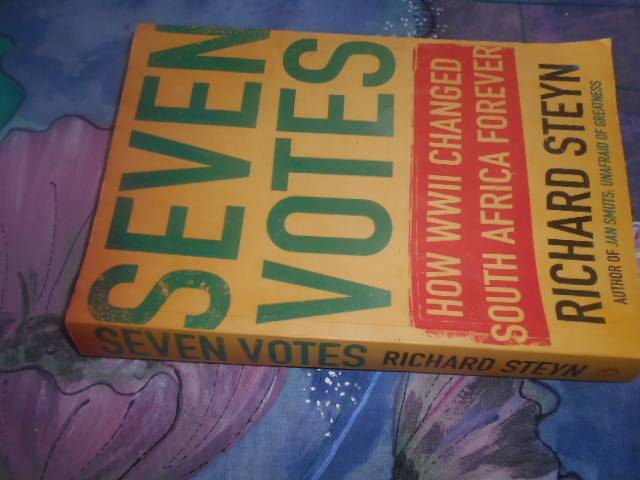 SEVEN
VOTES
HOW WWII CHANGED
SOUTH AFRICA FOREVER
RICHARD STEYN
AUTHOR OF JAN SMUTS: UNAFRAID OF GREATNESS
SEVEN VOTES RICHARD STEYN